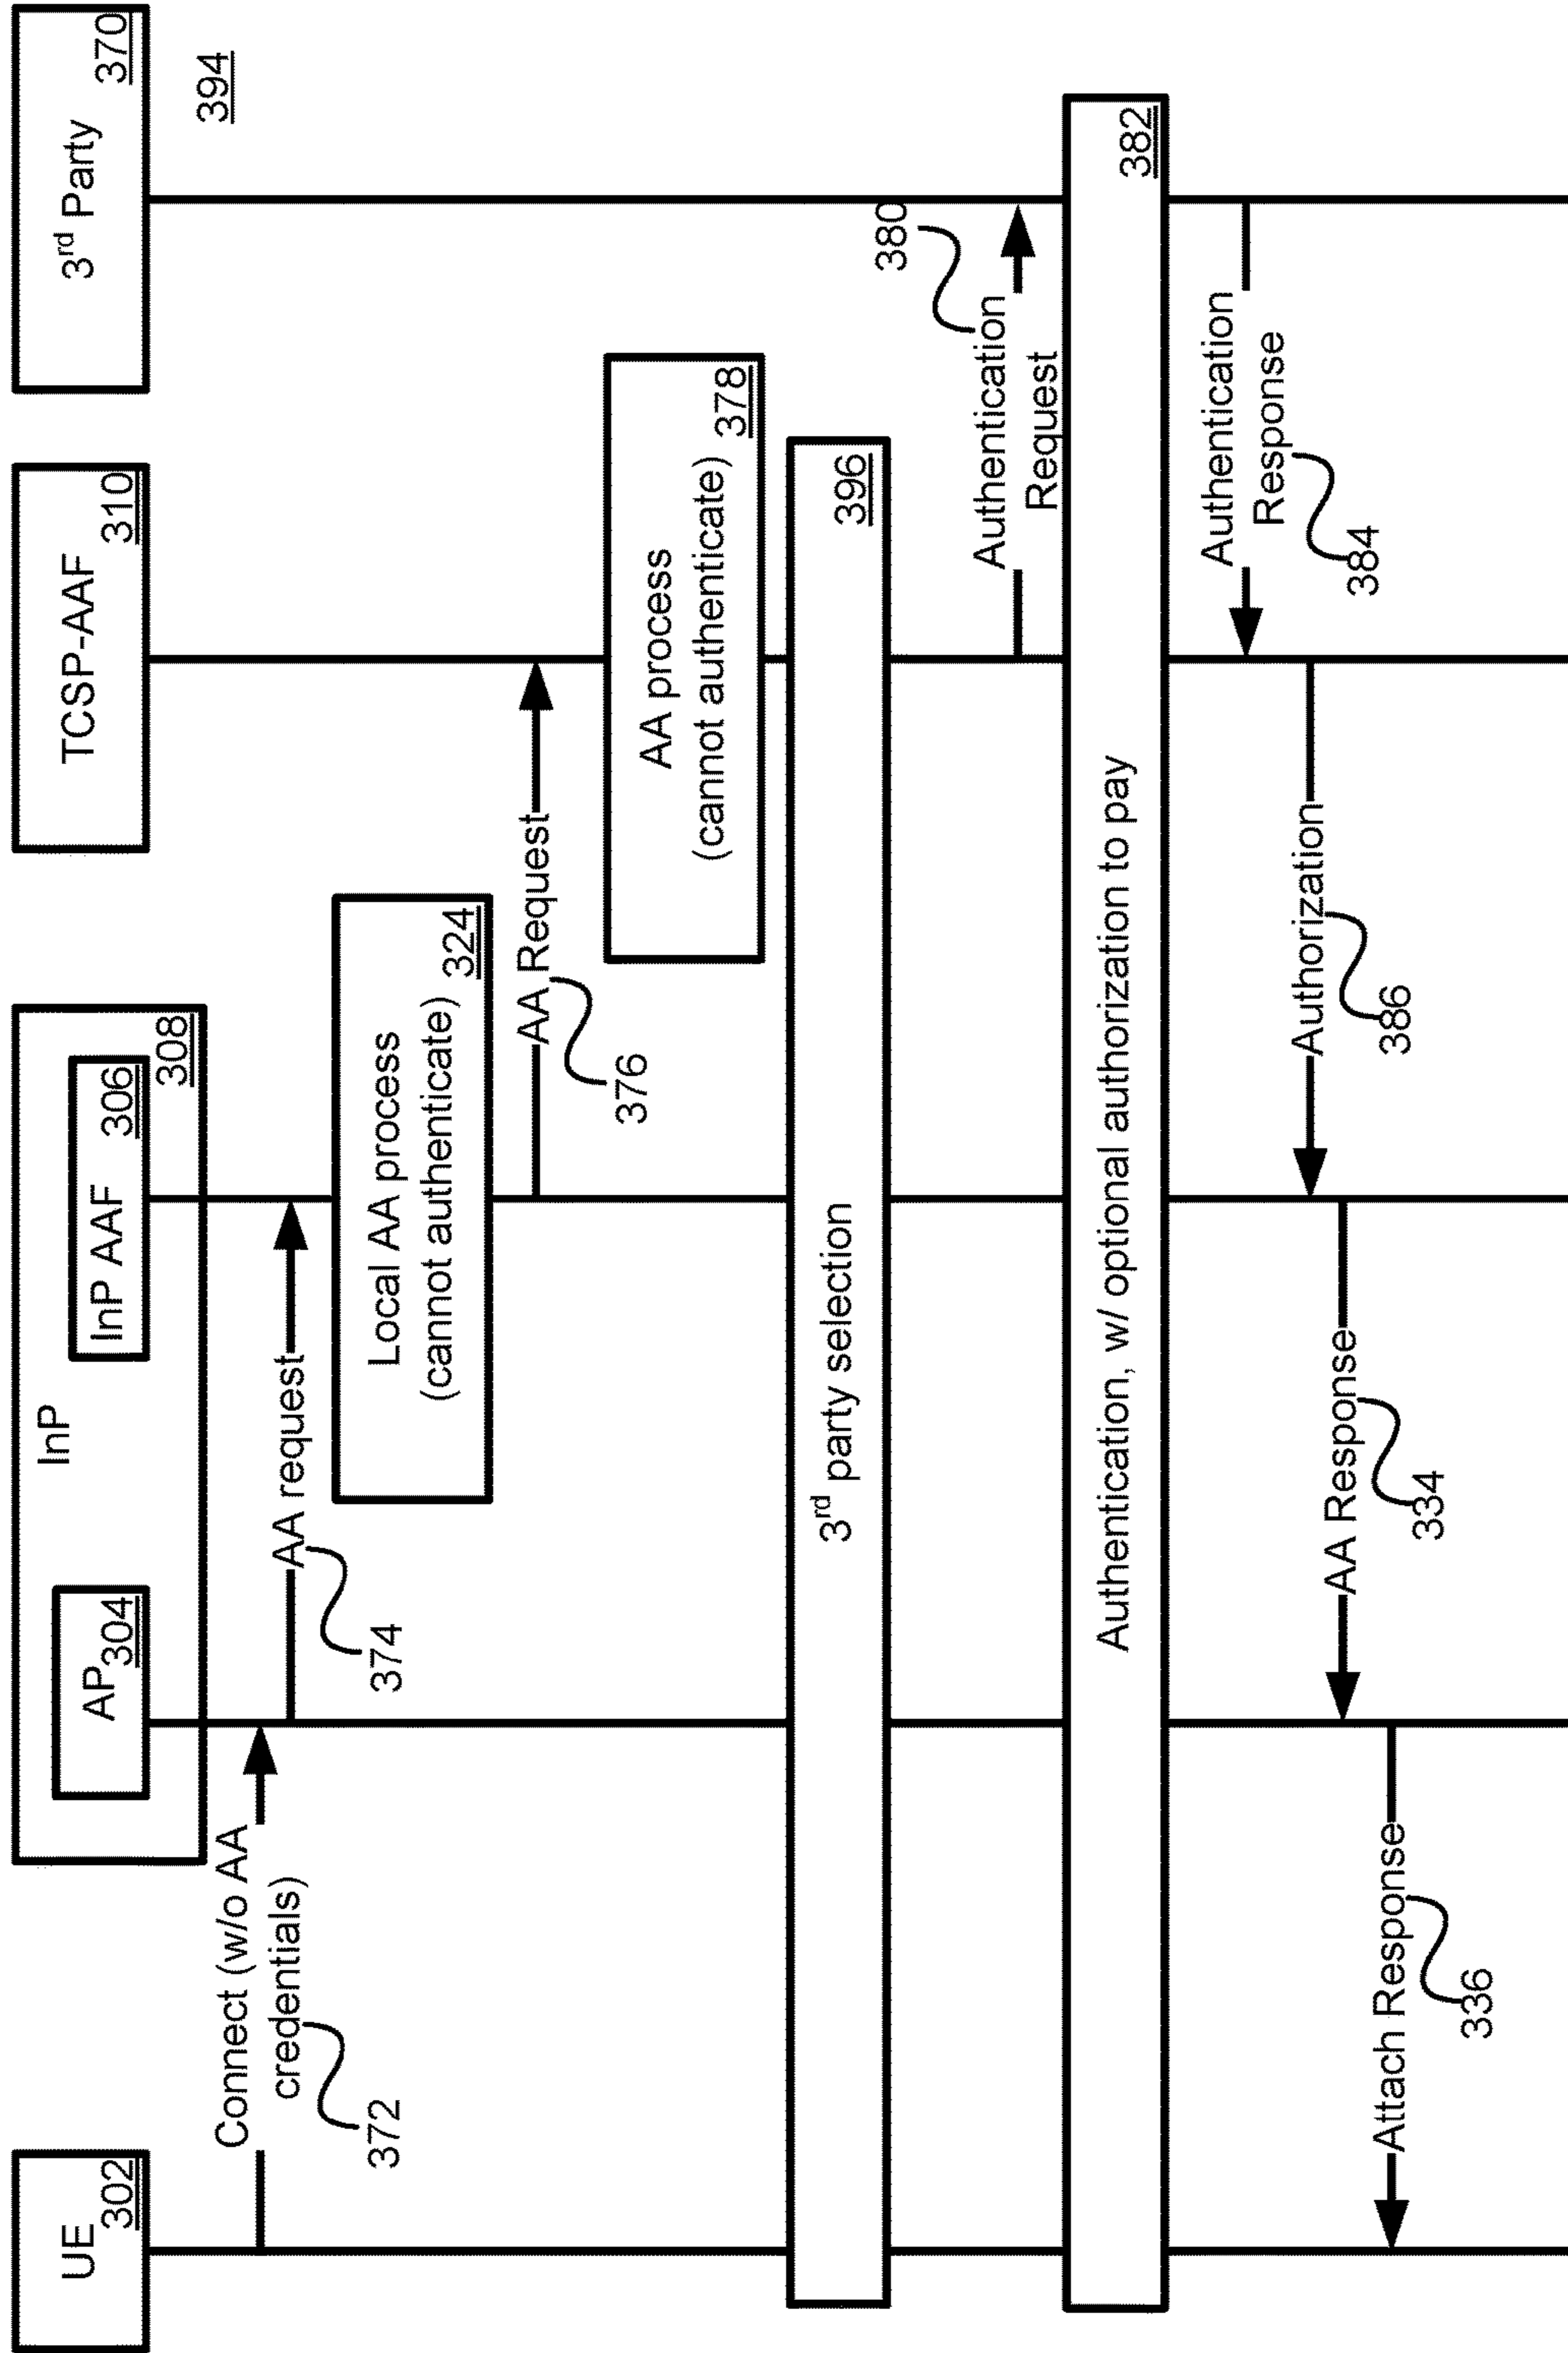 UE
302
InP
AP
304
InP AAF
306
308
TCSP-AAF
310
3rd Party
370
394
Connect (w/o AA
credentials)
372
AA request
374
Local AA process
(cannot authenticate)
324
AA Request
376
AA process
(cannot authenticate)
378
3rd party selection
396
Authentication
Request
380
Authentication, w/ optional authorization to pay
382
Authentication
Response
384
Authorization
386
AA Response
334
Attach Response
336